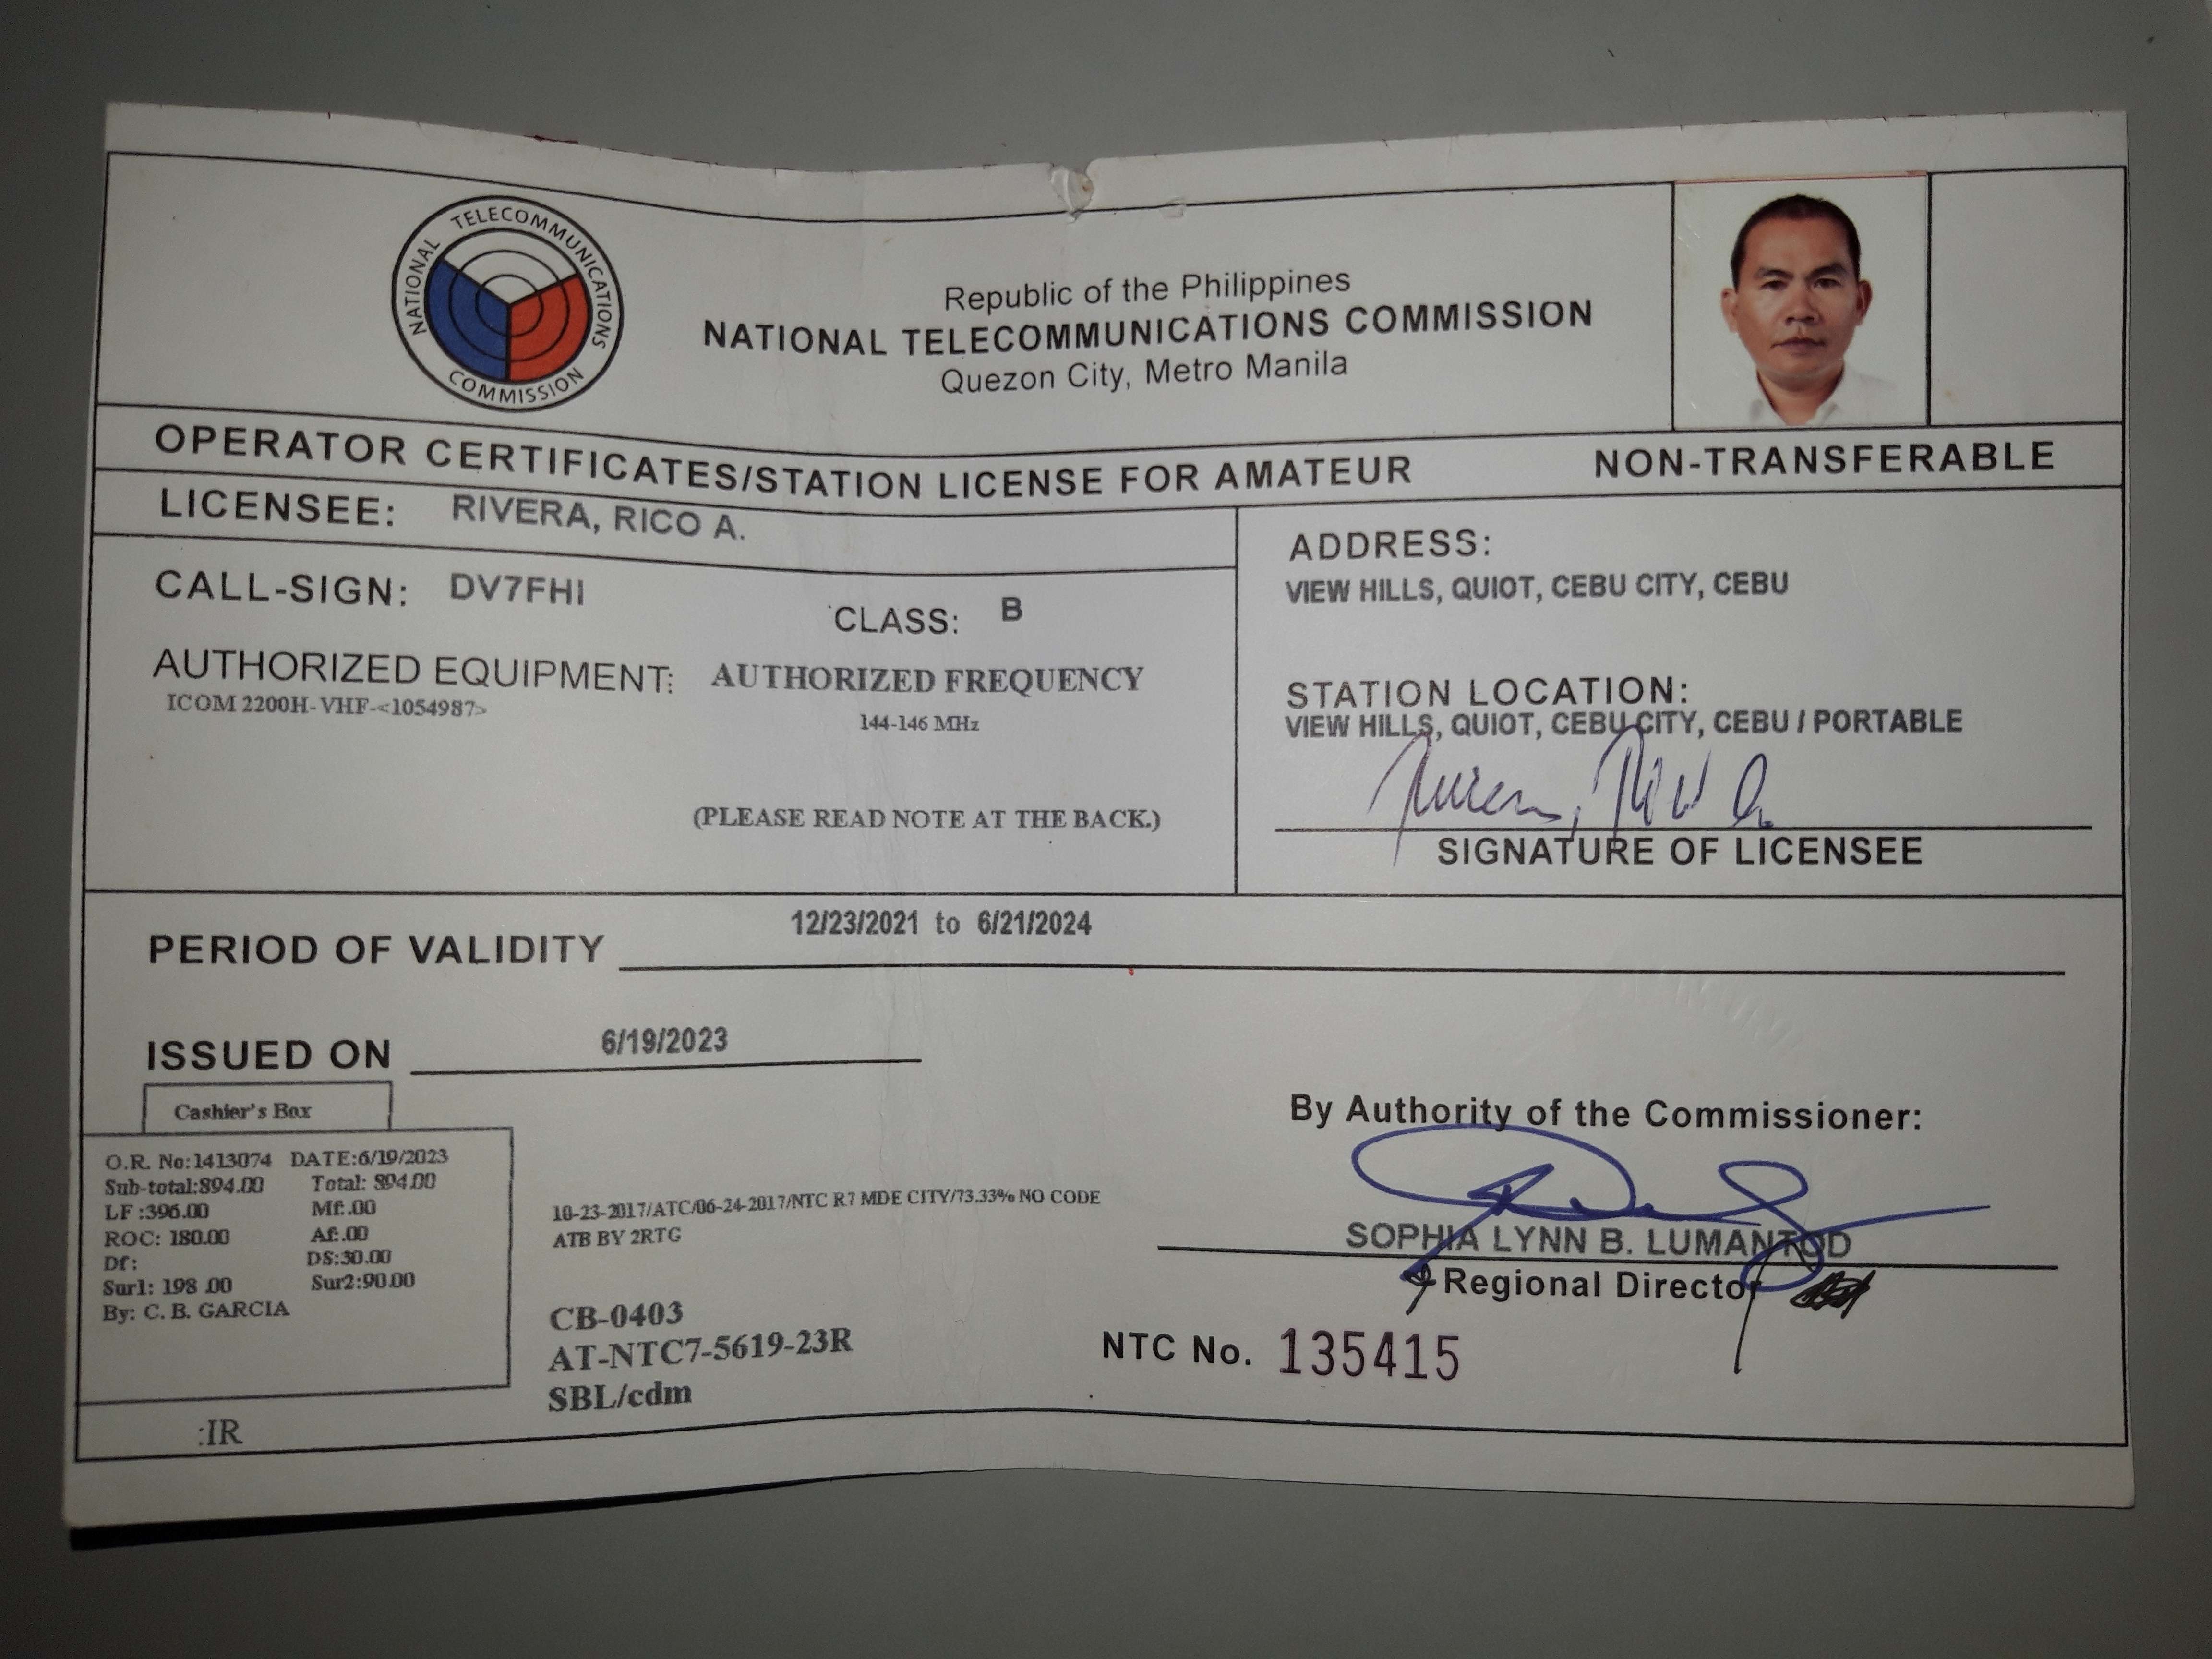 NATIONAL TELECOMMUNICATIONS COMMISSION
Republic of the Philippines
NATIONAL TELECOMMUNICATIONS COMMISSION
Quezon City, Metro Manila
OPERATOR CERTIFICATES/STATION LICENSE FOR AMATEUR NON-TRANSFERABLE
LICENSEE: RIVERA, RICO A.
CALL-SIGN: DV7FHI
CLASS: B
AUTHORIZED EQUIPMENT: AUTHORIZED FREQUENCY
ICOM 2200H-VHF-<1054987> 144-146 MHz
(PLEASE READ NOTE AT THE BACK.)
ADDRESS:
VIEW HILLS, QUIOT, CEBU CITY, CEBU
STATION LOCATION:
VIEW HILLS, QUIOT, CEBU CITY, CEBU / PORTABLE
SIGNATURE OF LICENSEE
PERIOD OF VALIDITY 12/23/2021 to 6/21/2024
ISSUED ON 6/19/2023
Cashier's Box
O.R. No:1413074 DATE:6/19/2023
Sub-total:894.00 Total: 894.00
LF :396.00 Mf:.00
ROC: 180.00 Af:.00
Df: DS:30.00
Sur1: 198 .00 Sur2:90.00
By: C. B. GARCIA
:IR
10-23-2017/ATC/06-24-2017/NTC R7 MDE CITY/73.33% NO CODE
ATB BY 2RTG
CB-0403
AT-NTC7-5619-23R
SBL/cdm
By Authority of the Commissioner:
SOPHIA LYNN B. LUMANTOD
Regional Director
NTC No. 135415